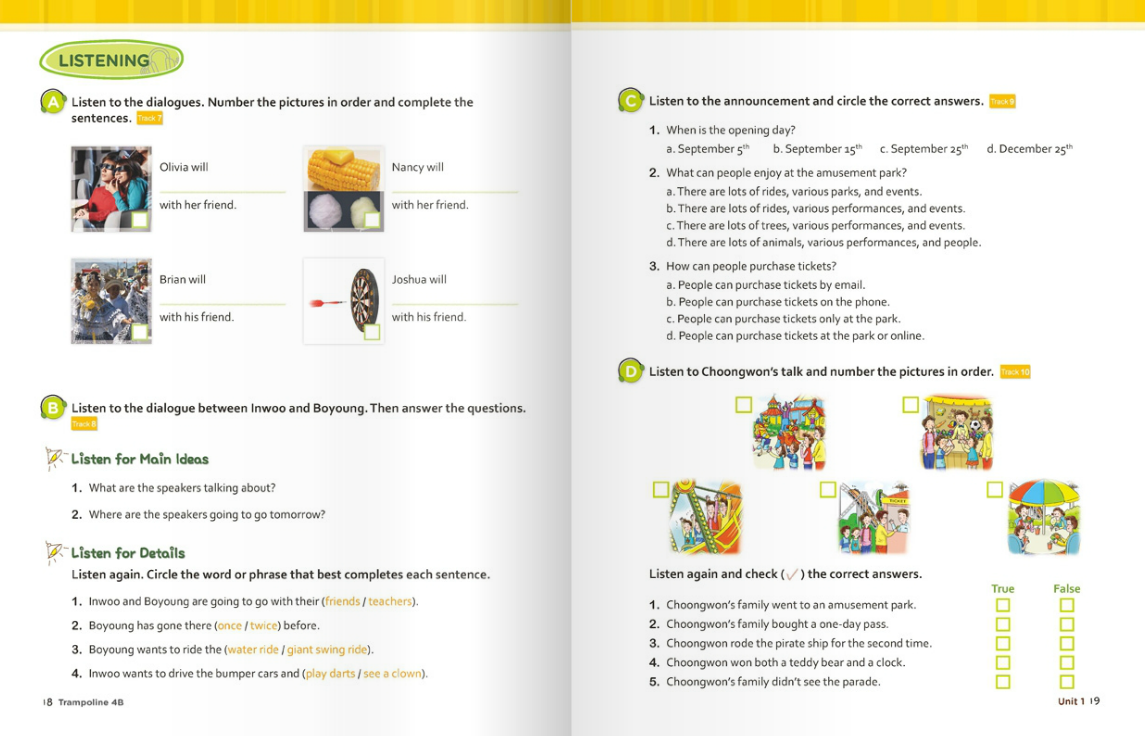 LISTENING
A Listen to the dialogues. Number the pictures in order and complete the
sentences. Track 7
Olivia will
with her friend.
Nancy will
with her friend.
Brian will
with his friend.
Joshua will
with his friend.
B Listen to the dialogue between Inwoo and Boyoung. Then answer the questions.
Track 8
Listen for Main Ideas
1. What are the speakers talking about?
2. Where are the speakers going to go tomorrow?
Listen for Details
Listen again. Circle the word or phrase that best completes each sentence.
1. Inwoo and Boyoung are going to go with their (friends / teachers).
2. Boyoung has gone there (once / twice) before.
3. Boyoung wants to ride the (water ride / giant swing ride).
4. Inwoo wants to drive the bumper cars and (play darts / see a clown).
18 Trampoline 4B
C Listen to the announcement and circle the correct answers. Track 9
1. When is the opening day?
a. September 5th b. September 15th c. September 25th d. December 25th
2. What can people enjoy at the amusement park?
a. There are lots of rides, various parks, and events.
b. There are lots of rides, various performances, and events.
c. There are lots of trees, various performances, and events.
d. There are lots of animals, various performances, and people.
3. How can people purchase tickets?
a. People can purchase tickets by email.
b. People can purchase tickets on the phone.
c. People can purchase tickets only at the park.
d. People can purchase tickets at the park or online.
D Listen to Choongwon's talk and number the pictures in order. Track 10
Listen again and check (✓) the correct answers.
True False
1. Choongwon's family went to an amusement park.
2. Choongwon's family bought a one-day pass.
3. Choongwon rode the pirate ship for the second time.
4. Choongwon won both a teddy bear and a clock.
5. Choongwon's family didn't see the parade.
Unit 1 19